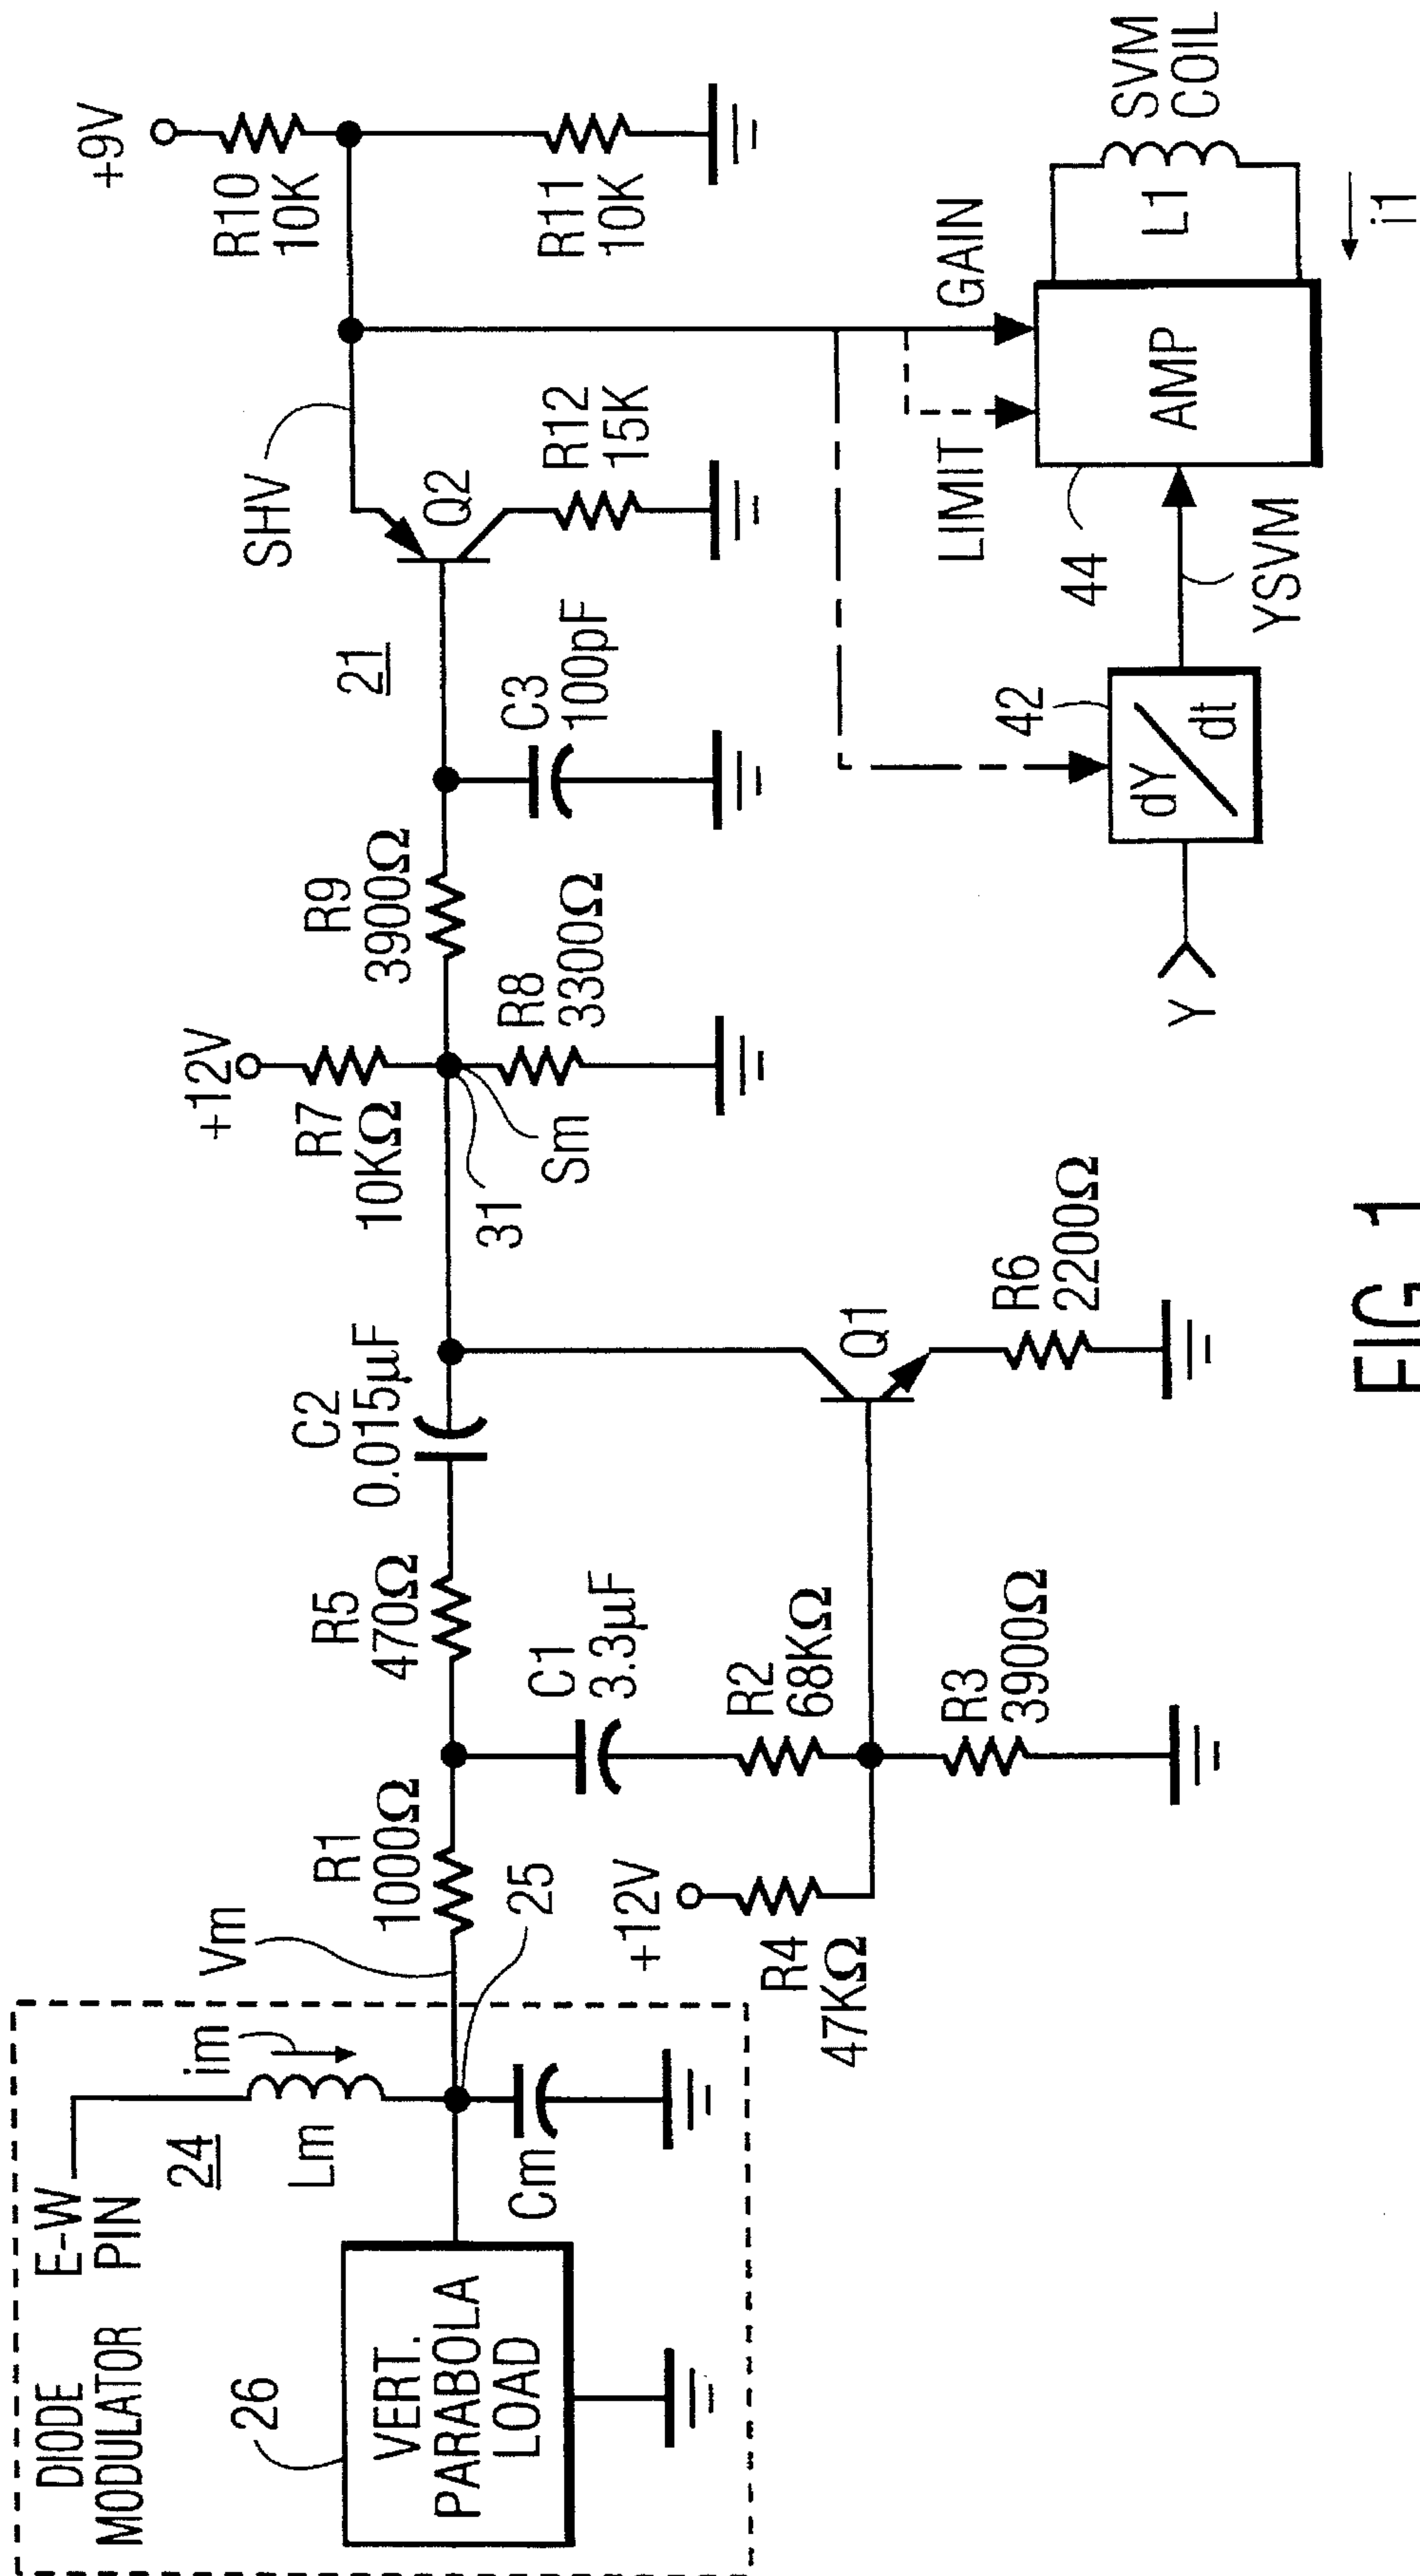 DIODE
MODULATOR
E-W
PIN
24
im
Lm
Vm
26
VERT.
PARABOLA
LOAD
Cm
25
R1
1000Ω
R5
470Ω
C2
0.015µF
C1
3.3µF
R2
68KΩ
+12V
R4
47KΩ
R3
3900Ω
Q1
R6
2200Ω
+12V
R7
10KΩ
31
Sm
R8
3300Ω
R9
3900Ω
21
C3
100pF
SHV
Q2
R12
15K
+9V
R10
10K
R11
10K
Y
dY
dt
42
YSVM
44
LIMIT
GAIN
AMP
L1
SVM
COIL
i1
FIG. 1